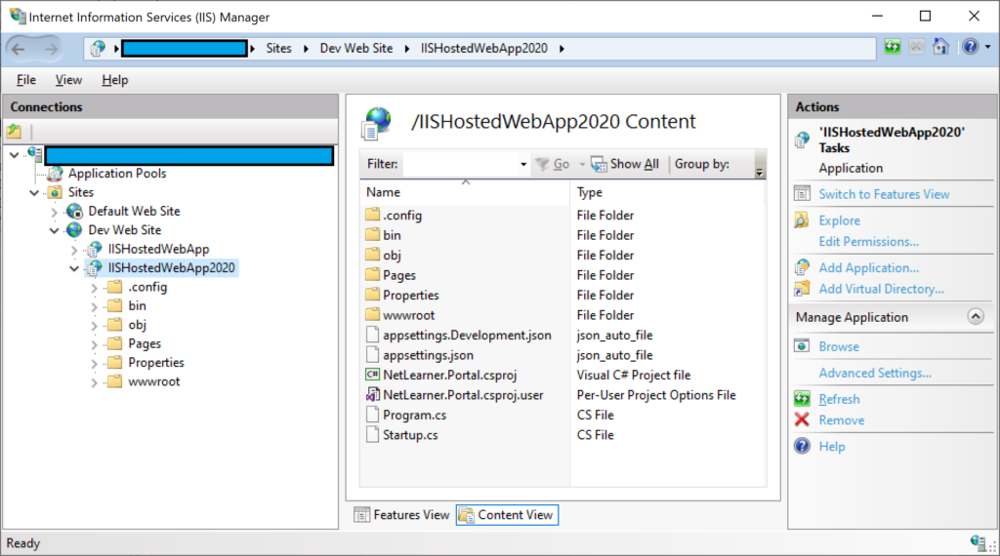 Internet Information Services (IIS) Manager
Sites Dev Web Site IISHostedWebApp2020
File View Help
Connections
Application Pools
Sites
Default Web Site
Dev Web Site
IISHostedWebApp
IISHostedWebApp2020
.config
bin
obj
Pages
Properties
wwwroot
/IISHostedWebApp2020 Content
Filter: Go Show All Group by:
Name Type
.config File Folder
bin File Folder
obj File Folder
Pages File Folder
Properties File Folder
wwwroot File Folder
appsettings.Development.json json_auto_file
appsettings.json json_auto_file
C# NetLearner.Portal.csproj Visual C# Project file
NetLearner.Portal.csproj.user Per-User Project Options File
Program.cs CS File
Startup.cs CS File
Features View Content View
Actions
'IISHostedWebApp2020'
Tasks
Application
Switch to Features View
Explore
Edit Permissions...
Add Application...
Add Virtual Directory...
Manage Application
Browse
Advanced Settings...
Refresh
Remove
Help
Ready